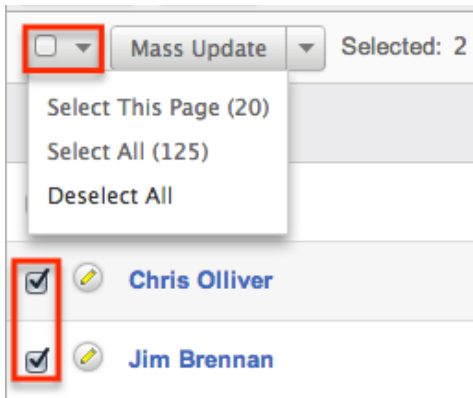 Mass Update Selected: 2
Select This Page (20)
Select All (125)
Deselect All
Chris Olliver
Jim Brennan